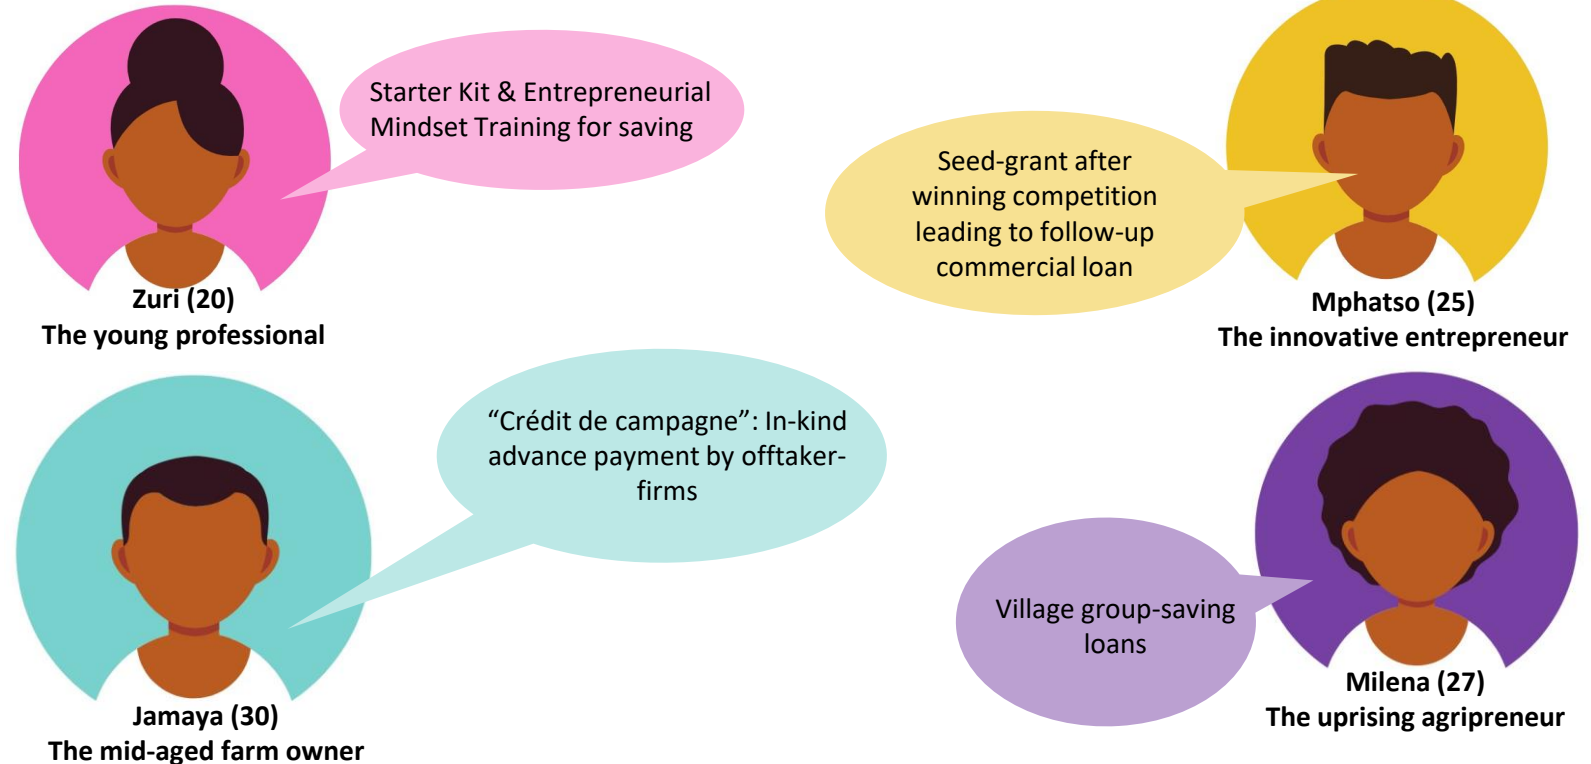 Starter Kit & Entrepreneurial
Mindset Training for saving
Zuri (20)
The young professional
Seed-grant after
winning competition
leading to follow-up
commercial loan
Mphatso (25)
The innovative entrepreneur
“Crédit de campagne”: In-kind
advance payment by offtaker-
firms
Jamaya (30)
The mid-aged farm owner
Village group-saving
loans
Milena (27)
The uprising agripreneur